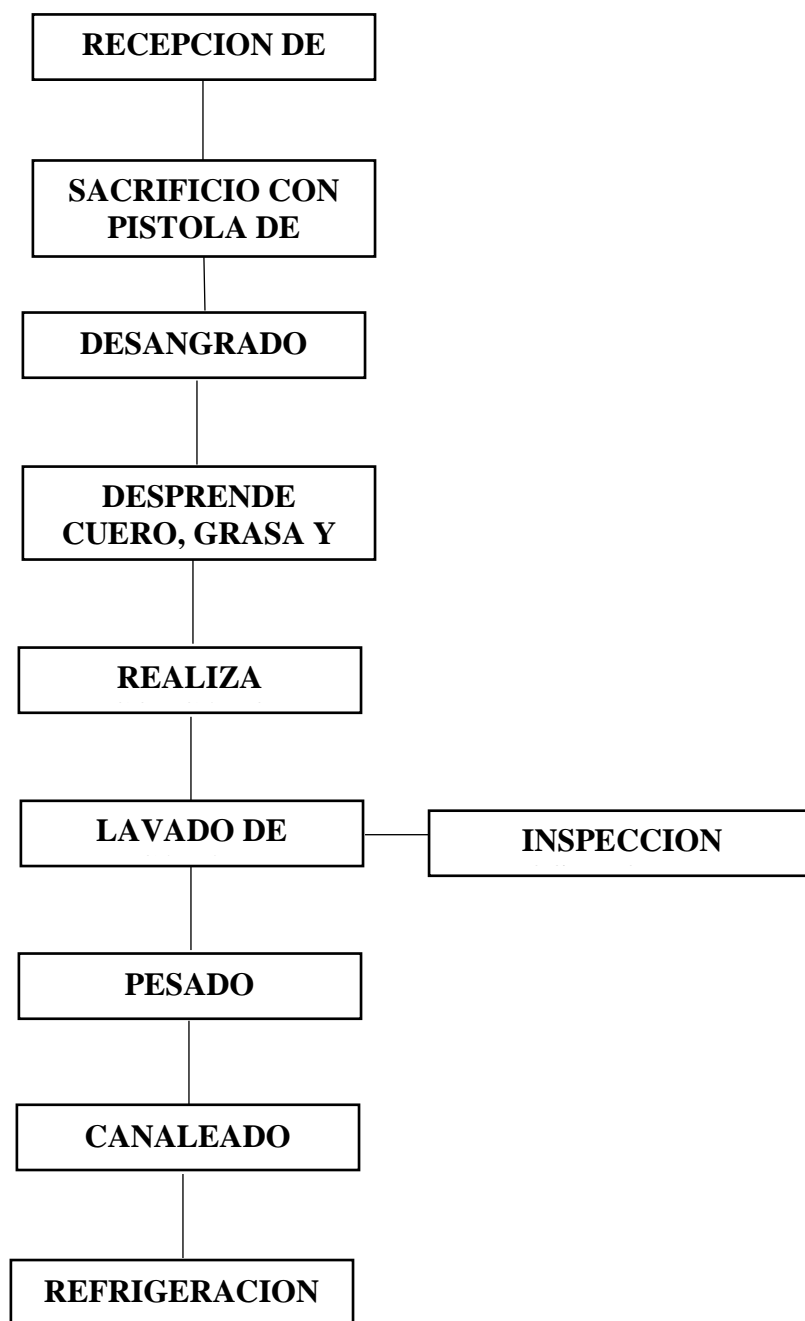 RECEPCION DE
SACRIFICIO CON
PISTOLA DE
DESANGRADO
DESPRENDE
CUERO, GRASA Y
REALIZA
LAVADO DE
INSPECCION
PESADO
CANALEADO
REFRIGERACION